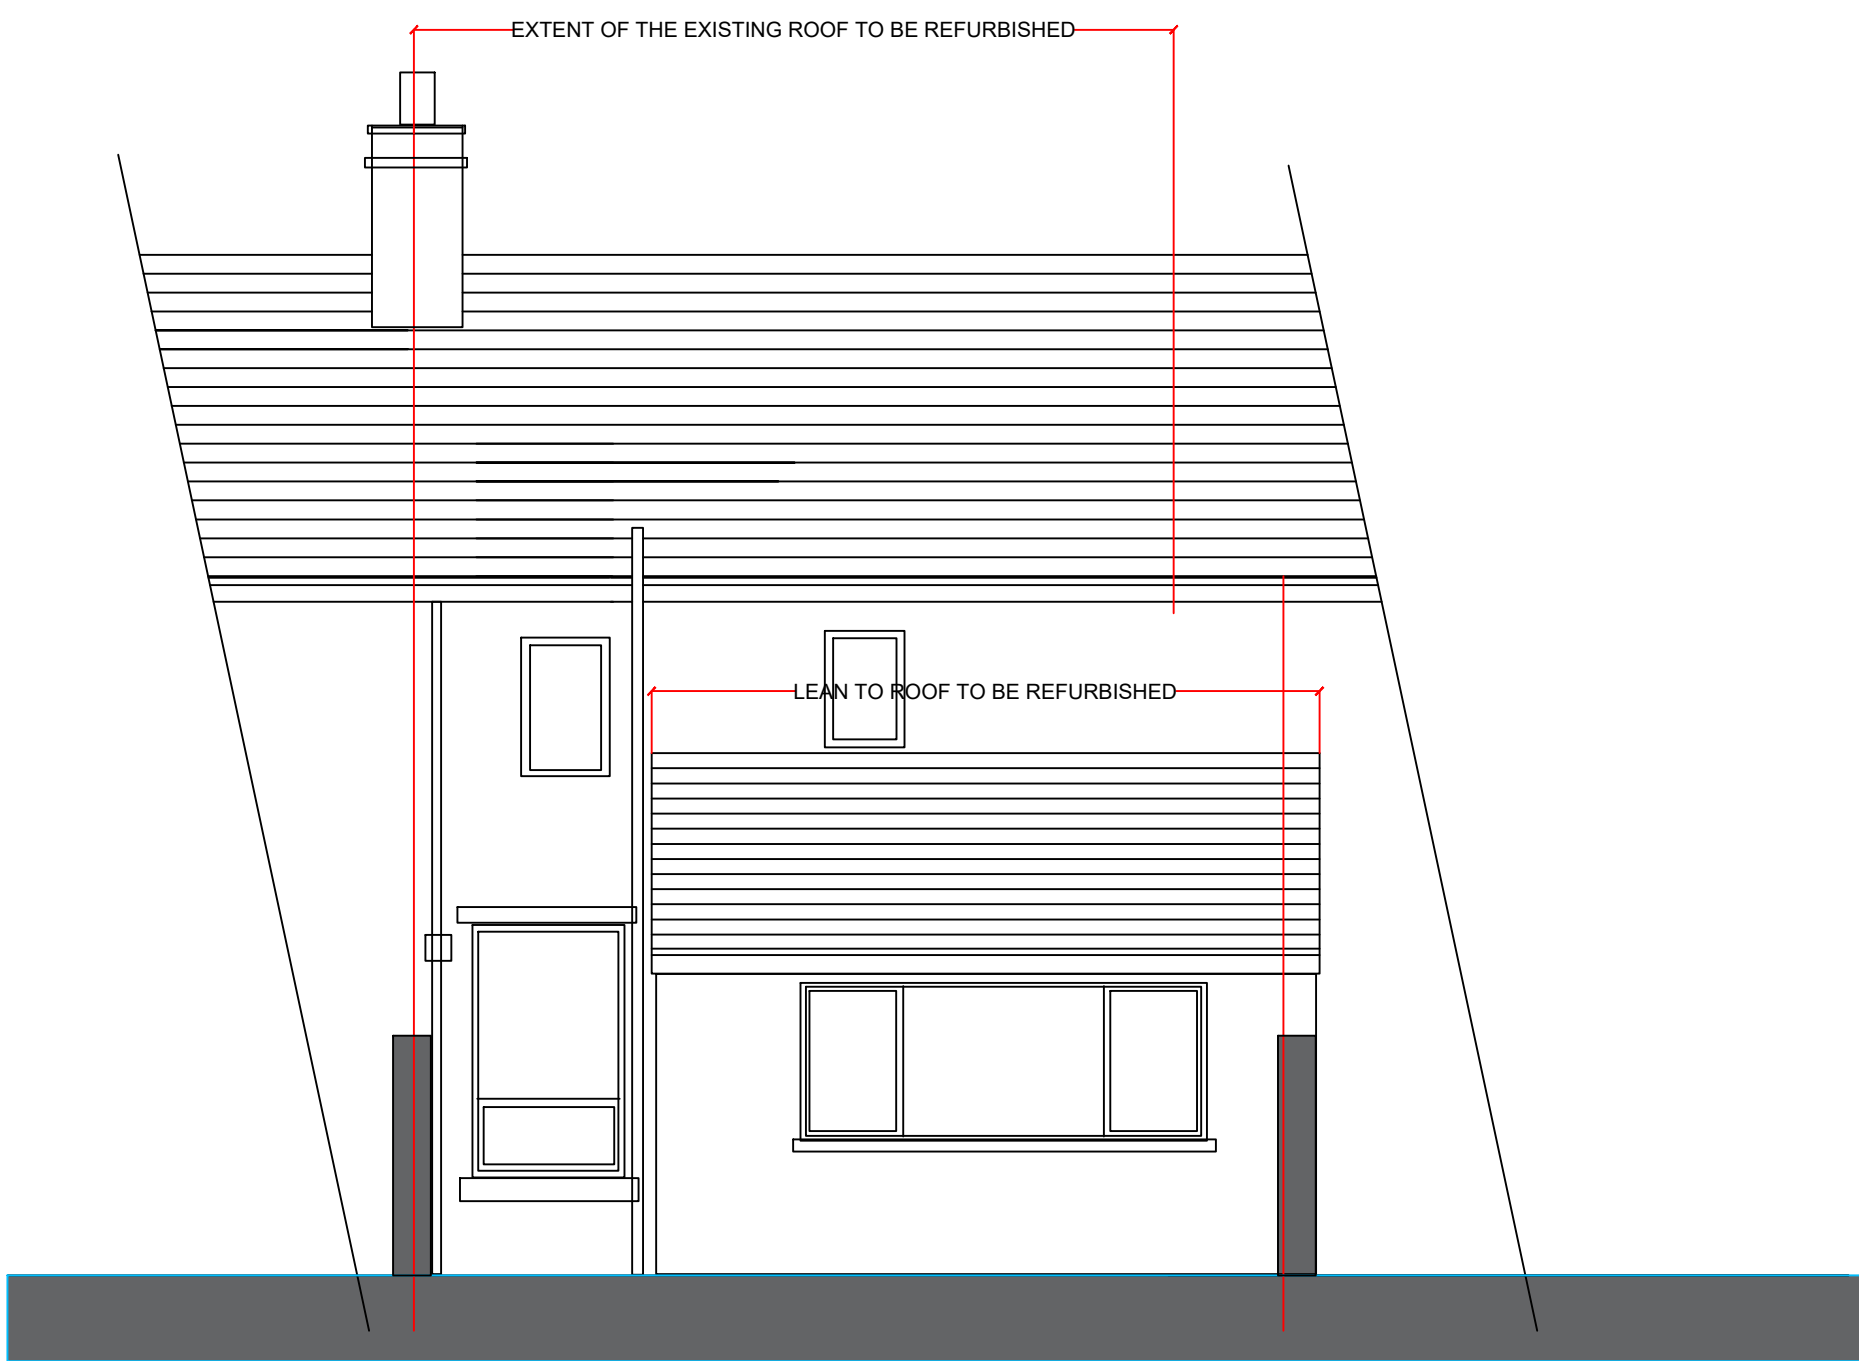 EXTENT OF THE EXISTING ROOF TO BE REFURBISHED
LEAN TO ROOF TO BE REFURBISHED